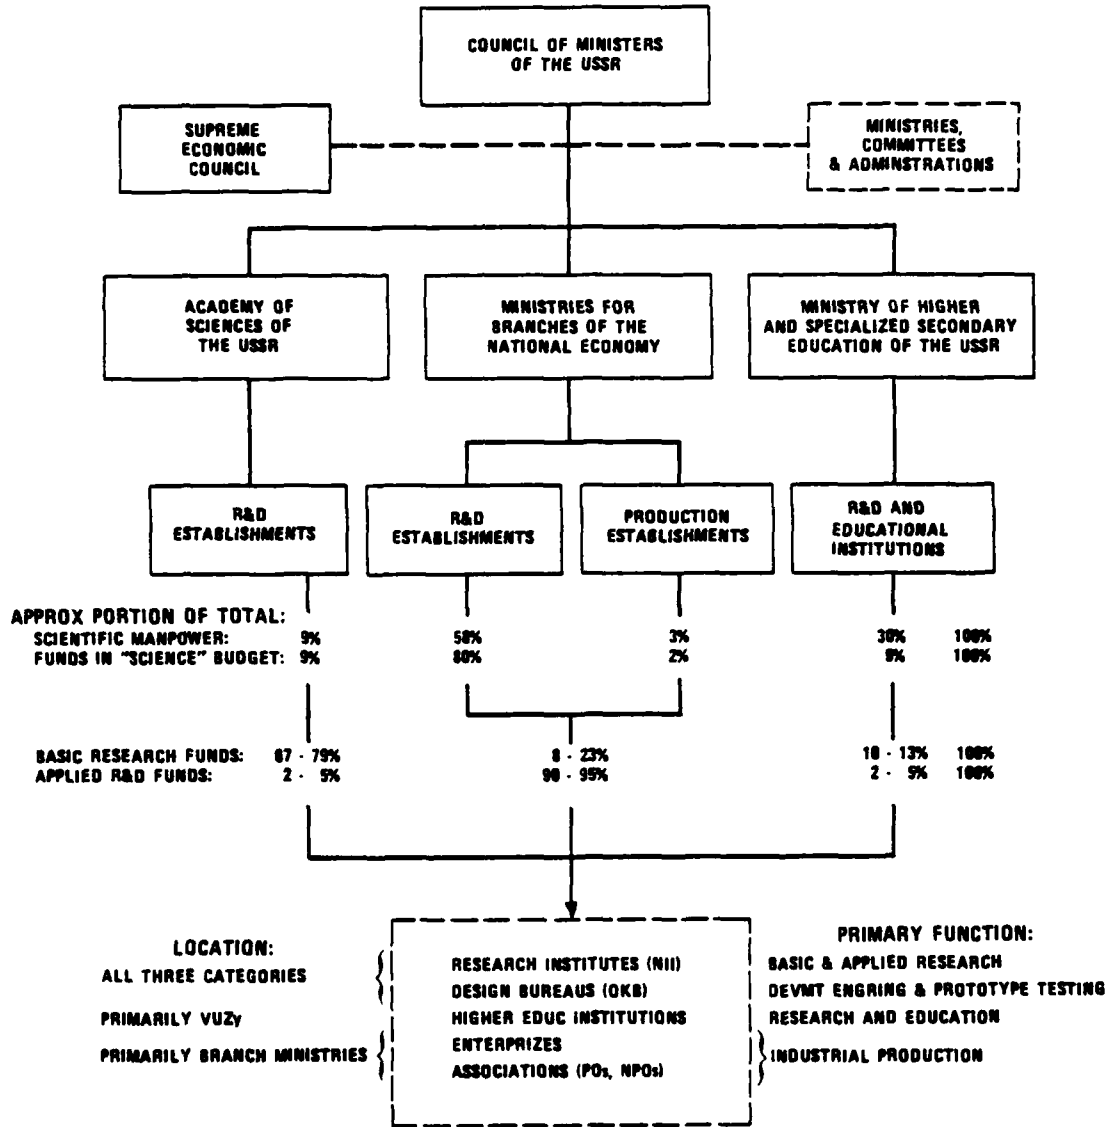 COUNCIL OF MINISTERS
OF THE USSR
SUPREME
ECONOMIC
COUNCIL
MINISTRIES,
COMMITTEES
& ADMINSTRATIONS
ACADEMY OF
SCIENCES OF
THE USSR
MINISTRIES FOR
BRANCHES OF THE
NATIONAL ECONOMY
MINISTRY OF HIGHER
AND SPECIALIZED SECONDARY
EDUCATION OF THE USSR
R&D
ESTABLISHMENTS
R&D
ESTABLISHMENTS
PRODUCTION
ESTABLISHMENTS
R&D AND
EDUCATIONAL
INSTITUTIONS
APPROX PORTION OF TOTAL:
SCIENTIFIC MANPOWER: 9% 58% 3% 30% 100%
FUNDS IN "SCIENCE" BUDGET: 9% 80% 2% 9% 100%
BASIC RESEARCH FUNDS: 67 - 79% 8 - 23% 10 - 13% 100%
APPLIED R&D FUNDS: 2 - 5% 90 - 95% 2 - 5% 100%
LOCATION: PRIMARY FUNCTION:
ALL THREE CATEGORIES RESEARCH INSTITUTES (NII) BASIC & APPLIED RESEARCH
DESIGN BUREAUS (OKB) DEVMT ENGRING & PROTOTYPE TESTING
PRIMARILY VUZy HIGHER EDUC INSTITUTIONS RESEARCH AND EDUCATION
PRIMARILY BRANCH MINISTRIES ENTERPRIZES INDUSTRIAL PRODUCTION
ASSOCIATIONS (POs, NPOs)